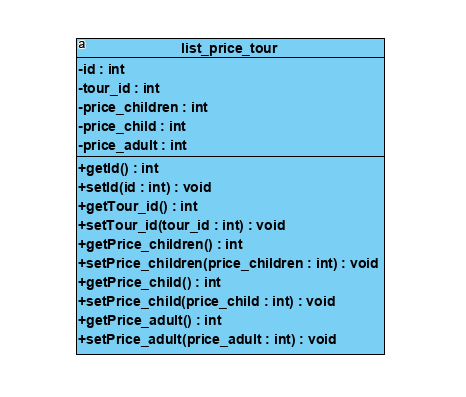 a
list_price_tour
-id : int
-tour_id : int
-price_children : int
-price_child : int
-price_adult : int
+getId() : int
+setId(id : int) : void
+getTour_id() : int
+setTour_id(tour_id : int) : void
+getPrice_children() : int
+setPrice_children(price_children : int) : void
+getPrice_child() : int
+setPrice_child(price_child : int) : void
+getPrice_adult() : int
+setPrice_adult(price_adult : int) : void